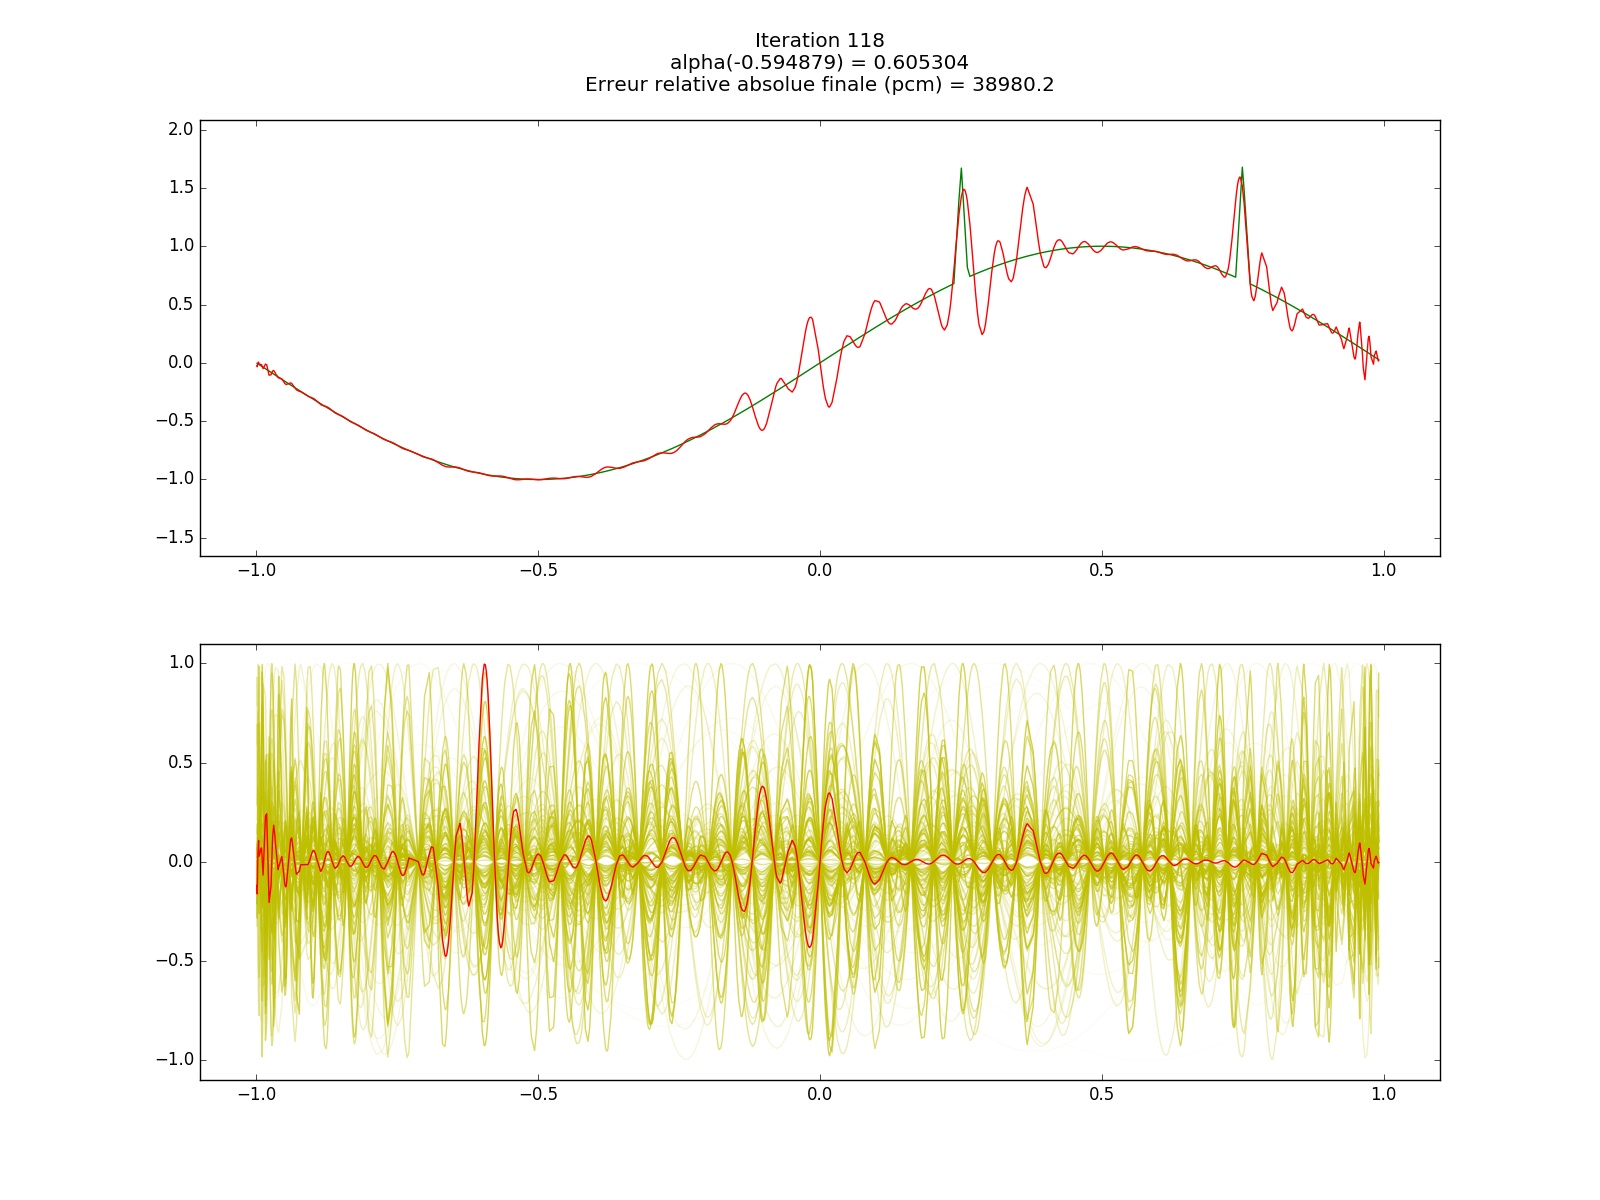 Iteration 118
alpha(-0.594879) = 0.605304
Erreur relative absolue finale (pcm) = 38980.2
2.0
1.5
1.0
0.5
0.0
−0.5
−1.0
−1.5
−1.0 −0.5 0.0 0.5 1.0
1.0
0.5
0.0
−0.5
−1.0
−1.0 −0.5 0.0 0.5 1.0